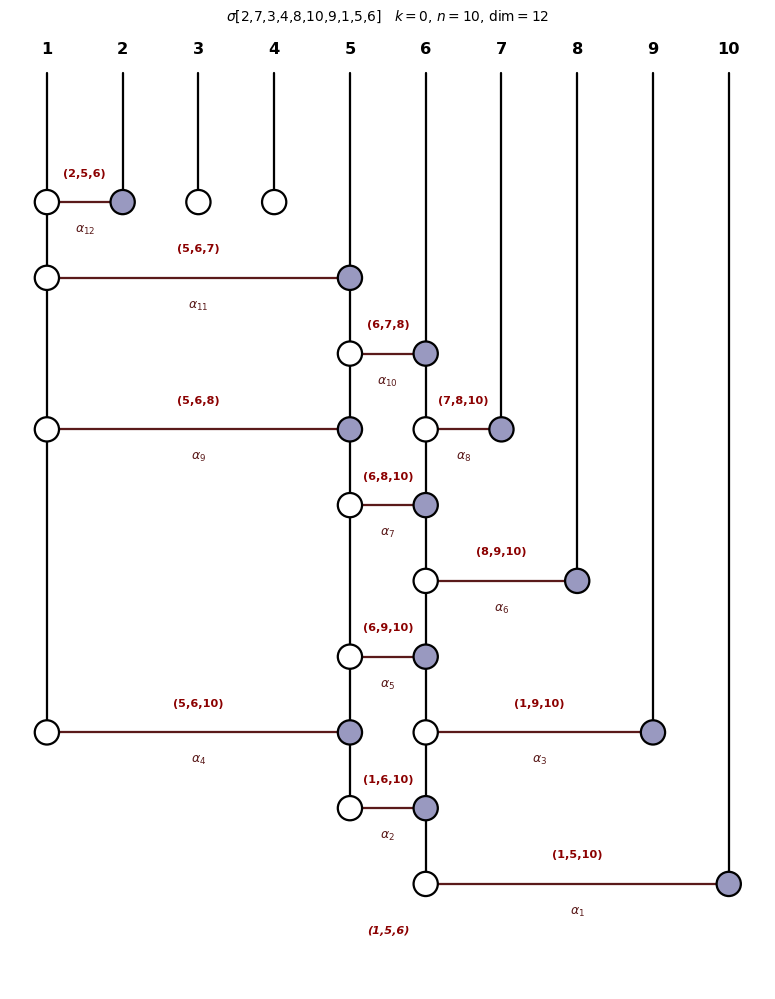 σ[2,7,3,4,8,10,9,1,5,6]   k=0, n=10, dim=12
1 2 3 4 5 6 7 8 9 10
(2,5,6)
α12
(5,6,7)
α11
(6,7,8)
α10
(5,6,8) (7,8,10)
α9 α8
(6,8,10)
α7
(8,9,10)
α6
(6,9,10)
α5
(5,6,10) (1,9,10)
α4 α3
(1,6,10)
α2
(1,5,10)
α1
(1,5,6)